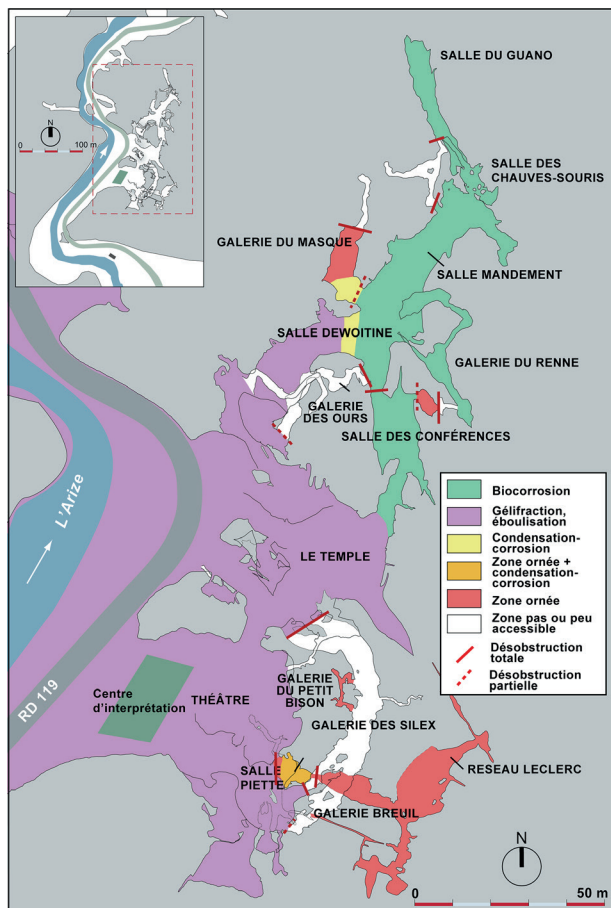 N
0
100 m
SALLE DU GUANO
SALLE DES
CHAUVES-SOURIS
GALERIE DU MASQUE
SALLE MANDEMENT
SALLE DEWOITINE
GALERIE DU RENNE
GALERIE
DES OURS
SALLE DES CONFÉRENCES
L'Arize
LE TEMPLE
RD 119
Centre
d'interprétation
THÉÂTRE
GALERIE
DU PETIT
BISON
GALERIE DES SILEX
SALLE
PIETTE
RESEAU LECLERC
GALERIE BREUIL
Biocorrosion
Gélifraction,
éboulisation
Condensation-
corrosion
Zone ornée +
condensation-
corrosion
Zone ornée
Zone pas ou peu
accessible
Désobstruction
totale
Désobstruction
partielle
N
0
50 m